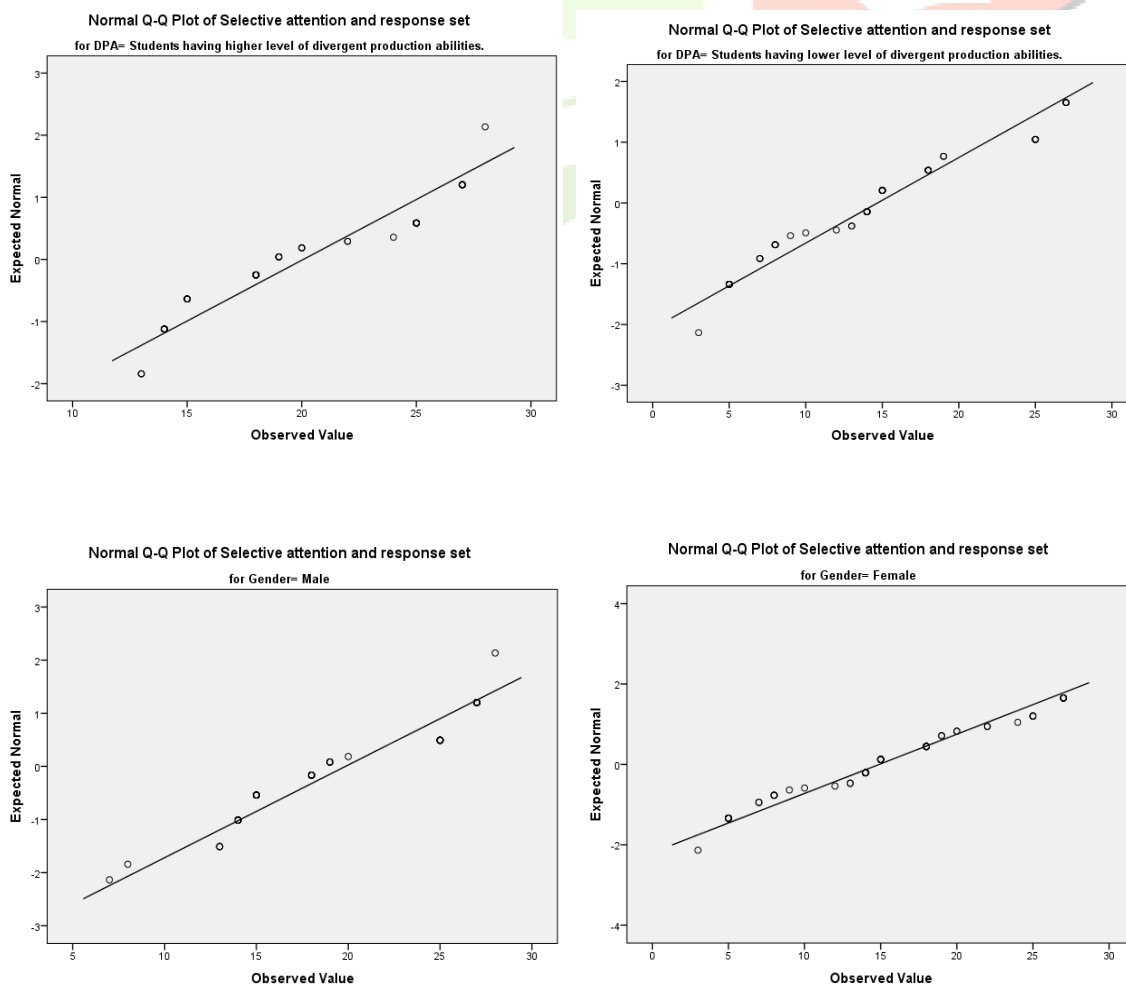 Normal Q-Q Plot of Selective attention and response set
for DPA= Students having higher level of divergent production abilities.
3
2
1
0
-1
-2
Expected Normal
10 15 20 25 30
Observed Value
Normal Q-Q Plot of Selective attention and response set
for DPA= Students having lower level of divergent production abilities.
2
1
0
-1
-2
-3
Expected Normal
0 5 10 15 20 25 30
Observed Value
Normal Q-Q Plot of Selective attention and response set
for Gender= Male
3
2
1
0
-1
-2
-3
Expected Normal
5 10 15 20 25 30
Observed Value
Normal Q-Q Plot of Selective attention and response set
for Gender= Female
4
2
0
-2
-4
Expected Normal
0 5 10 15 20 25 30
Observed Value